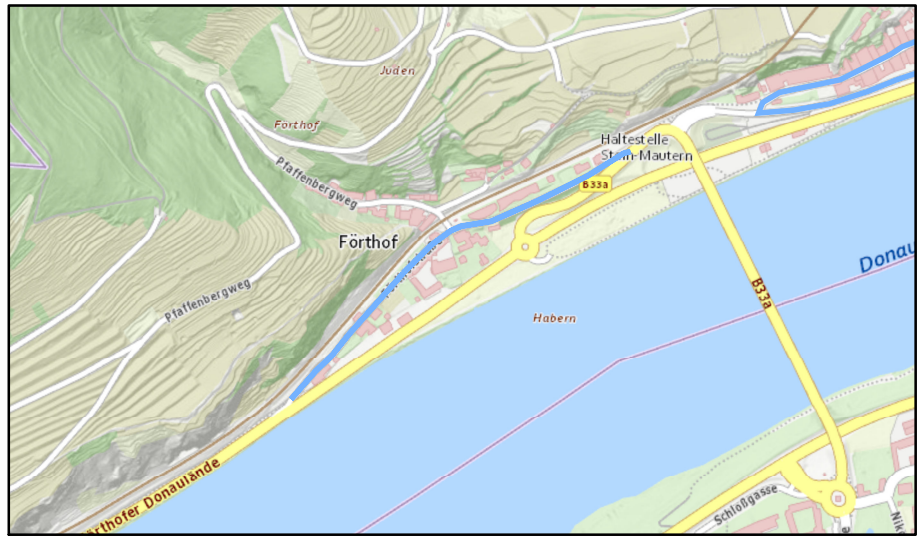 Juden
Förthof
Pfaffenbergweg
Haltestelle
Stein-Mautern
B33a
Förthof
Donau
Pfaffenbergweg
B33a
Habern
Förthofer Donaulände
Schloßgasse